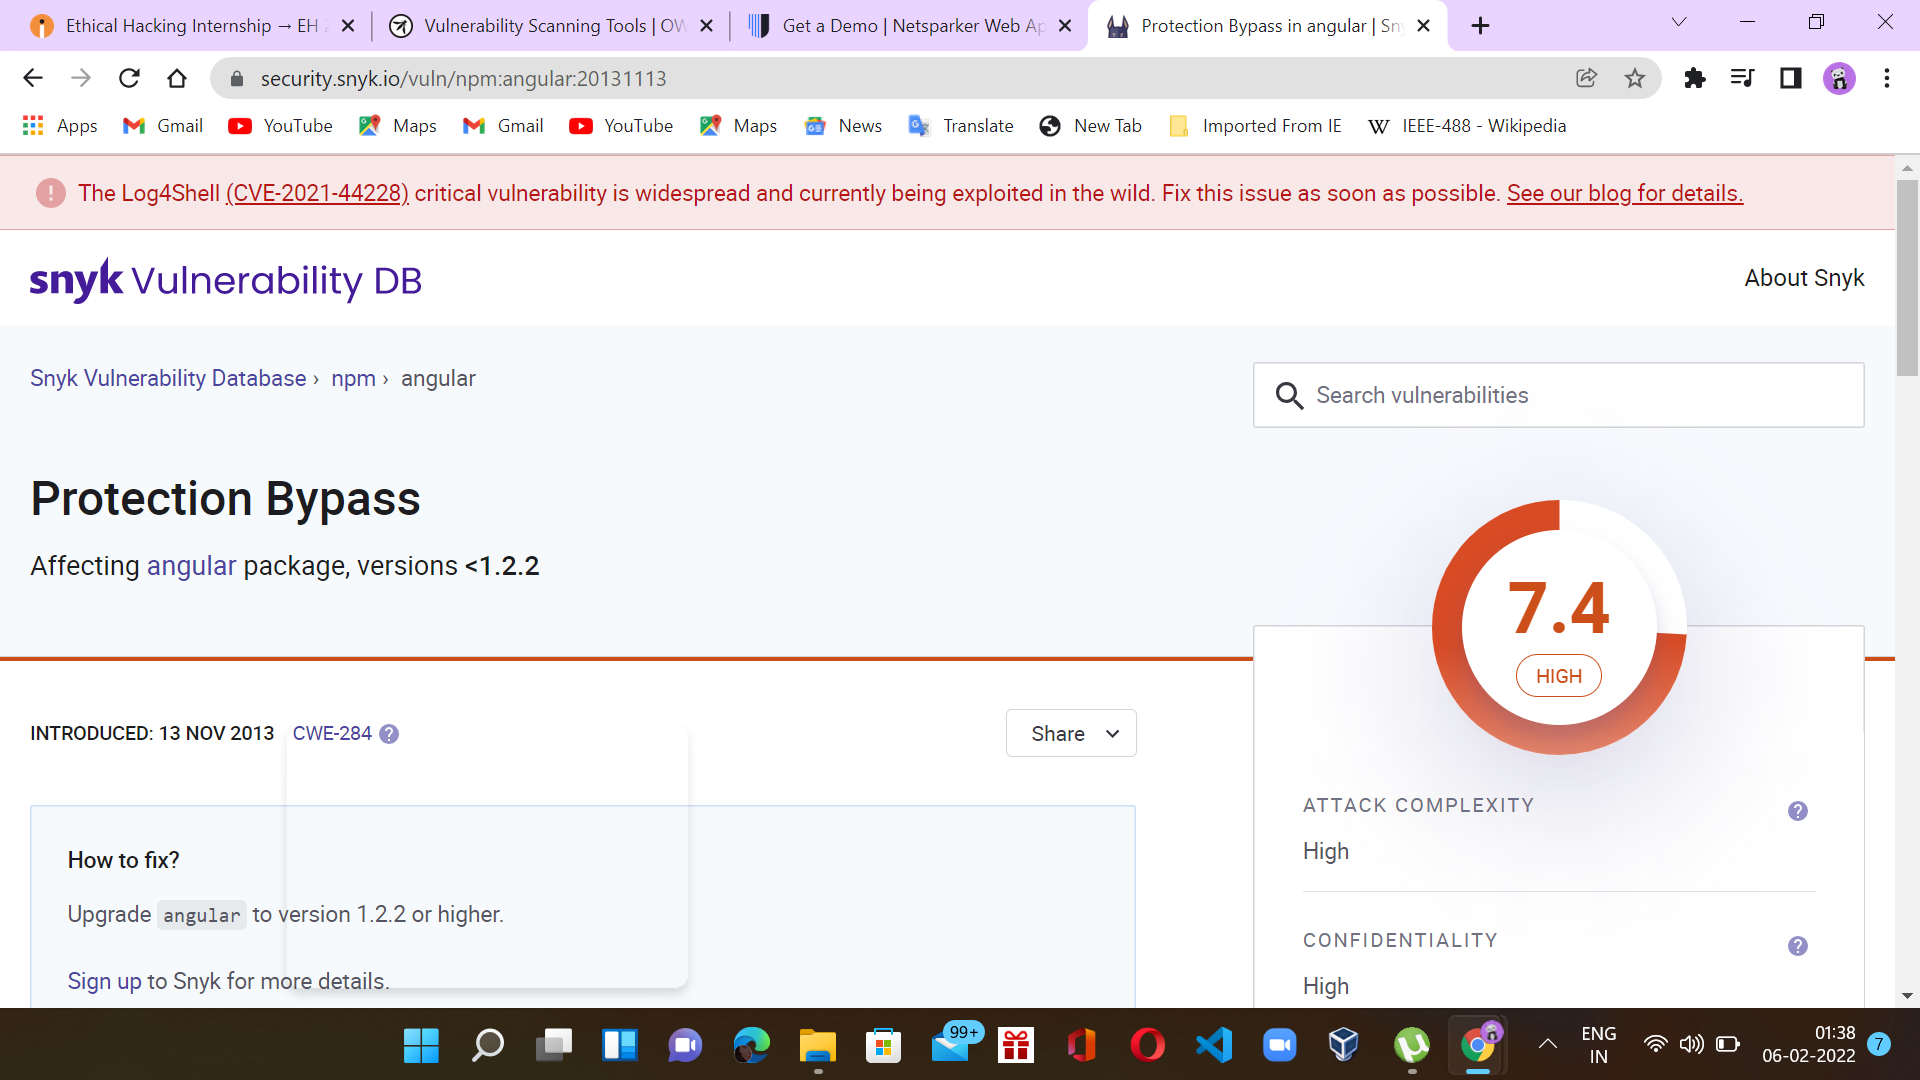 Ethical Hacking Internship → EH
Vulnerability Scanning Tools | OW
Get a Demo | Netsparker Web Ap
Protection Bypass in angular | Sny
security.snyk.io/vuln/npm:angular:20131113
Apps
Gmail
YouTube
Maps
Gmail
YouTube
Maps
News
Translate
New Tab
Imported From IE
W IEEE-488 - Wikipedia
The Log4Shell (CVE-2021-44228) critical vulnerability is widespread and currently being exploited in the wild. Fix this issue as soon as possible. See our blog for details.
snyk Vulnerability DB
About Snyk
Snyk Vulnerability Database › npm › angular
Search vulnerabilities
Protection Bypass
Affecting angular package, versions <1.2.2
7.4
HIGH
INTRODUCED: 13 NOV 2013 CWE-284 ?
Share
How to fix?
Upgrade angular to version 1.2.2 or higher.
Sign up to Snyk for more details.
ATTACK COMPLEXITY ?
High
CONFIDENTIALITY ?
High
99+
ENG
IN
01:38
06-02-2022
7